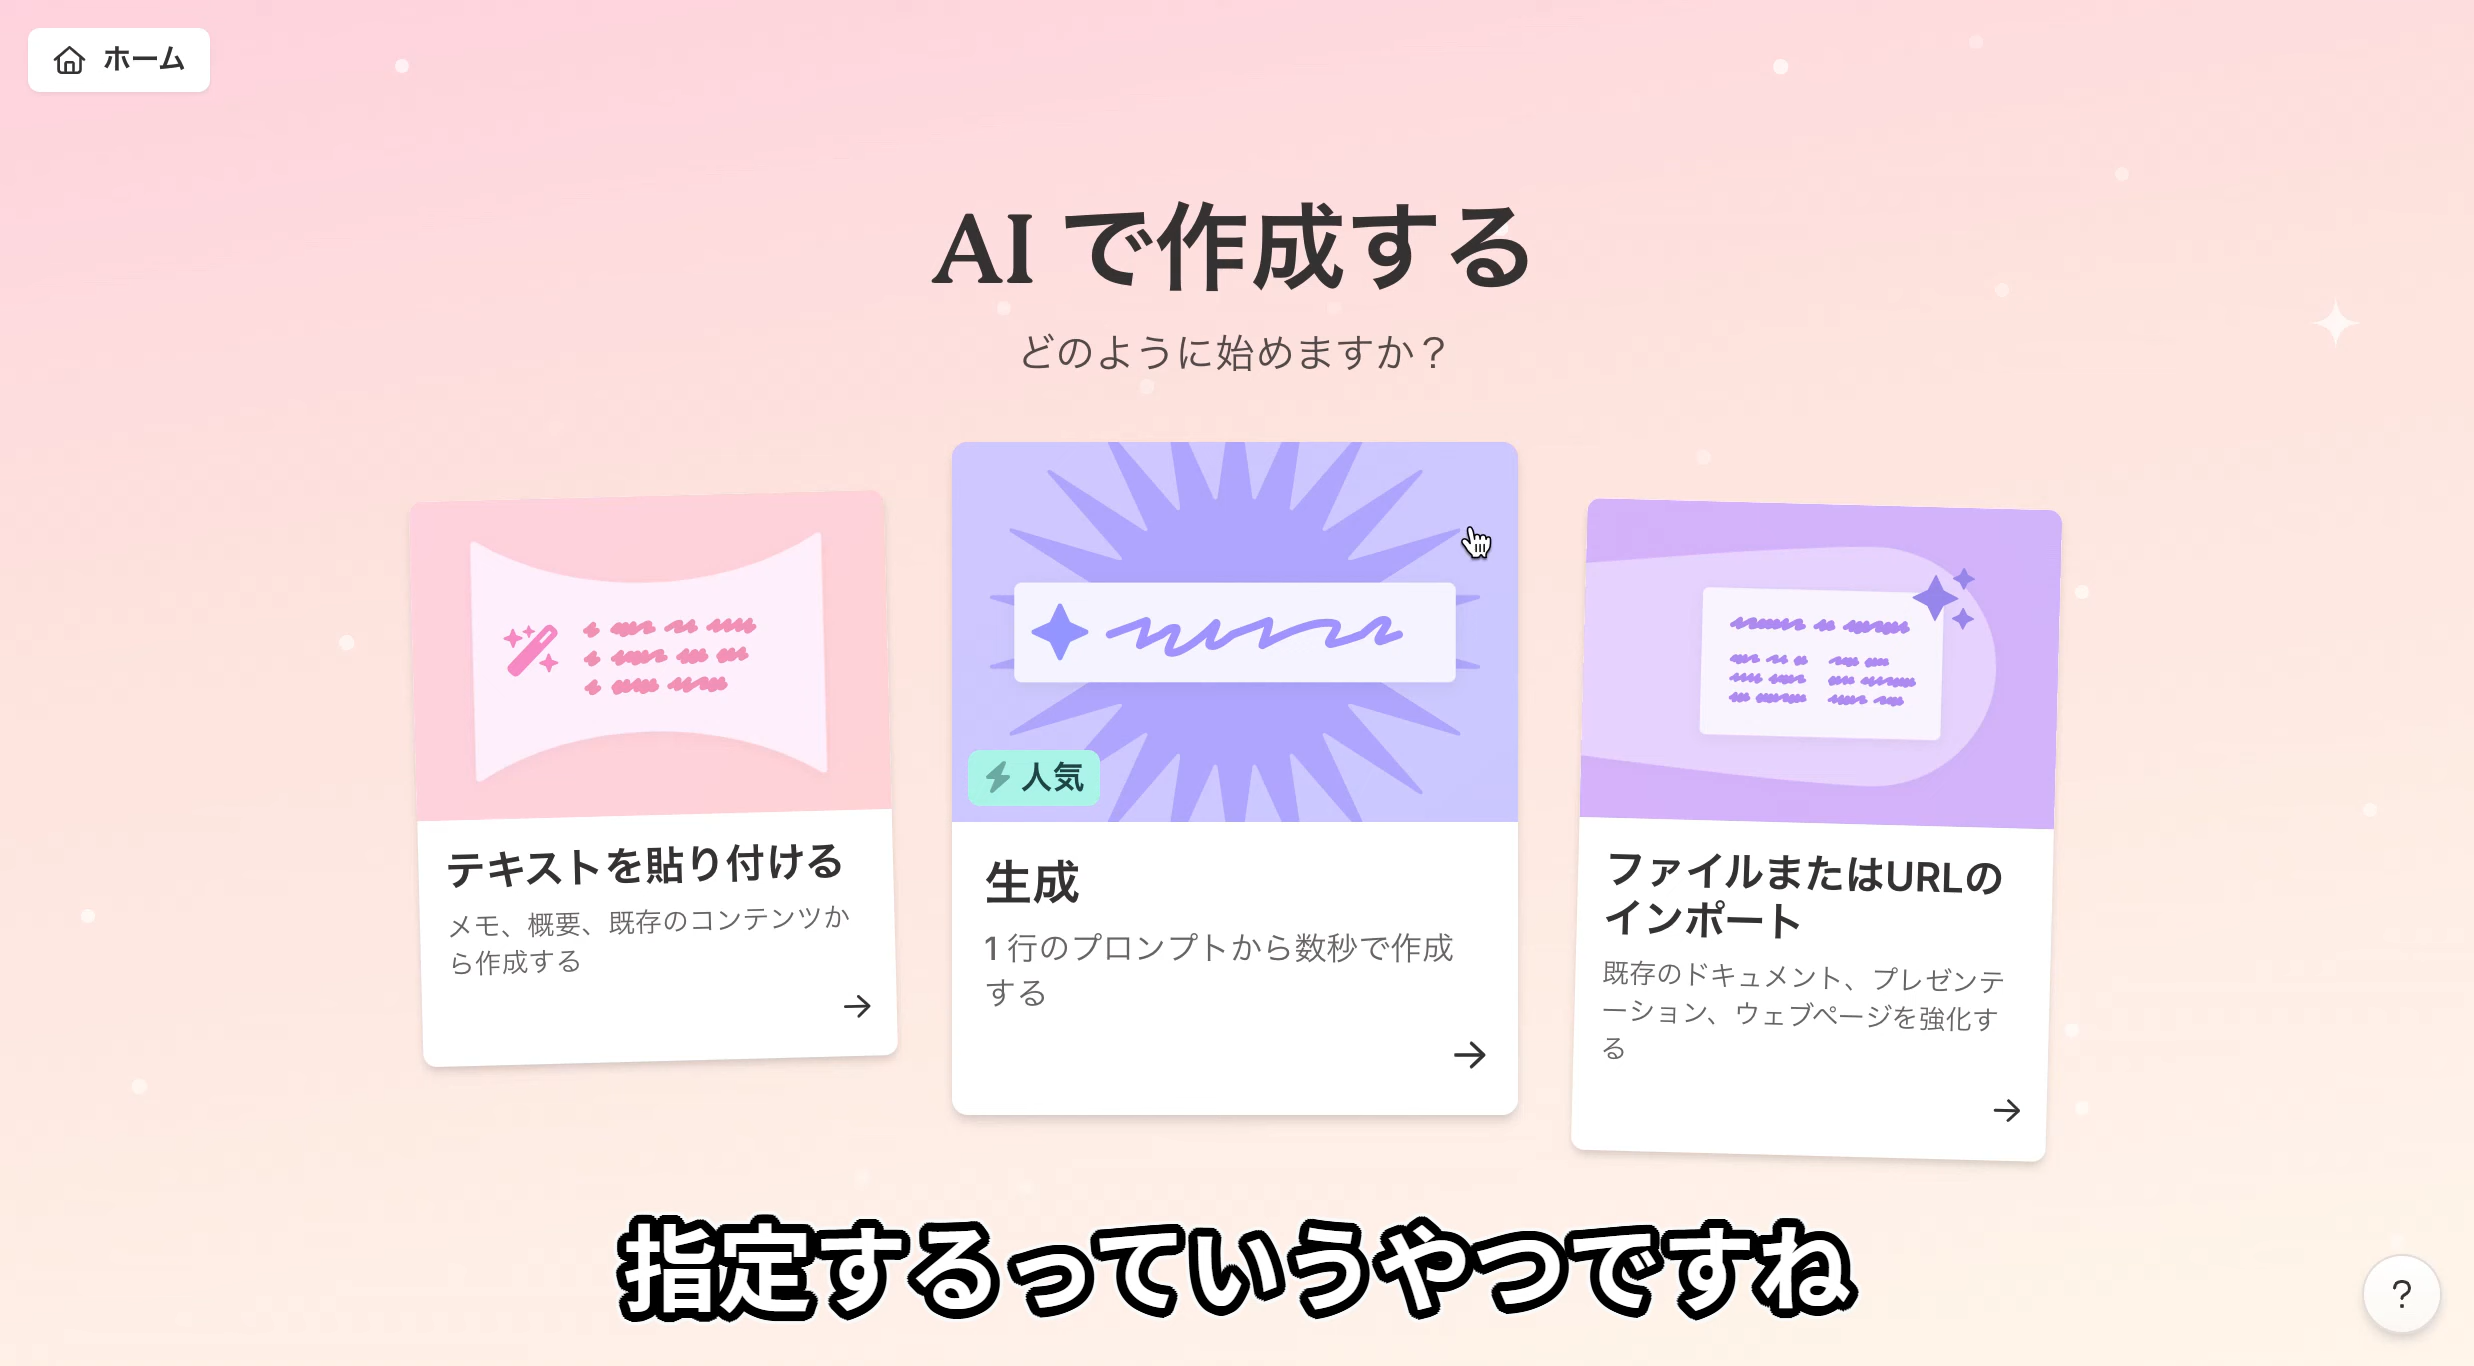 ホーム
AI で作成する
どのように始めますか？
テキストを貼り付ける
メモ、概要、既存のコンテンツか
ら作成する
人気
生成
1 行のプロンプトから数秒で作成
する
ファイルまたはURLの
インポート
既存のドキュメント、プレゼンテ
ーション、ウェブページを強化す
る
指定するっていうやつですね
?